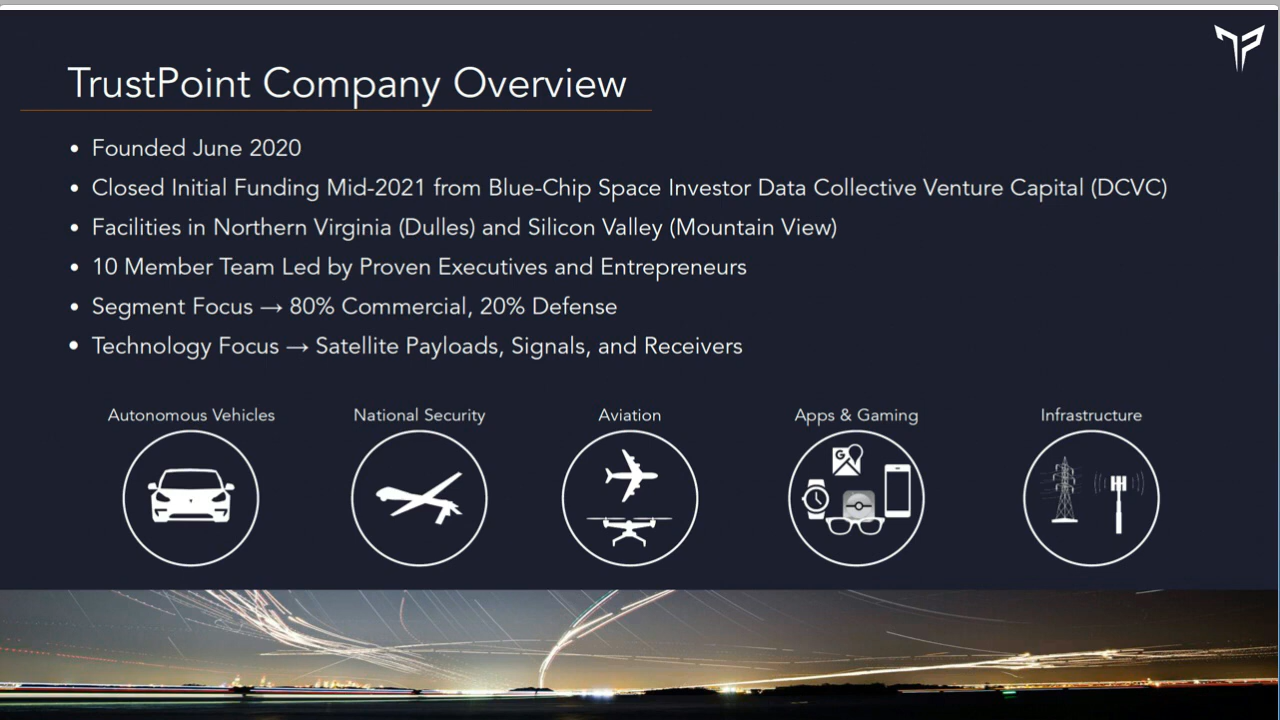 TrustPoint Company Overview
• Founded June 2020
• Closed Initial Funding Mid-2021 from Blue-Chip Space Investor Data Collective Venture Capital (DCVC)
• Facilities in Northern Virginia (Dulles) and Silicon Valley (Mountain View)
• 10 Member Team Led by Proven Executives and Entrepreneurs
• Segment Focus → 80% Commercial, 20% Defense
• Technology Focus → Satellite Payloads, Signals, and Receivers
Autonomous Vehicles
National Security
Aviation
Apps & Gaming
Infrastructure
G